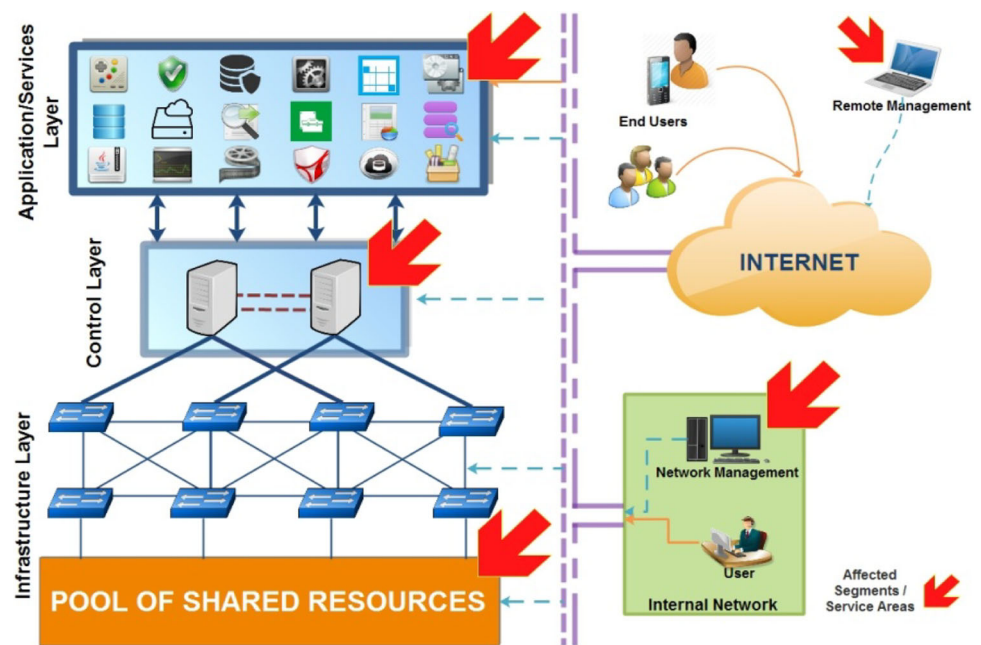 Application/Services
Layer
Control Layer
Infrastructure Layer
POOL OF SHARED RESOURCES
End Users
Remote Management
INTERNET
Network Management
User
Internal Network
Affected
Segments /
Service Areas